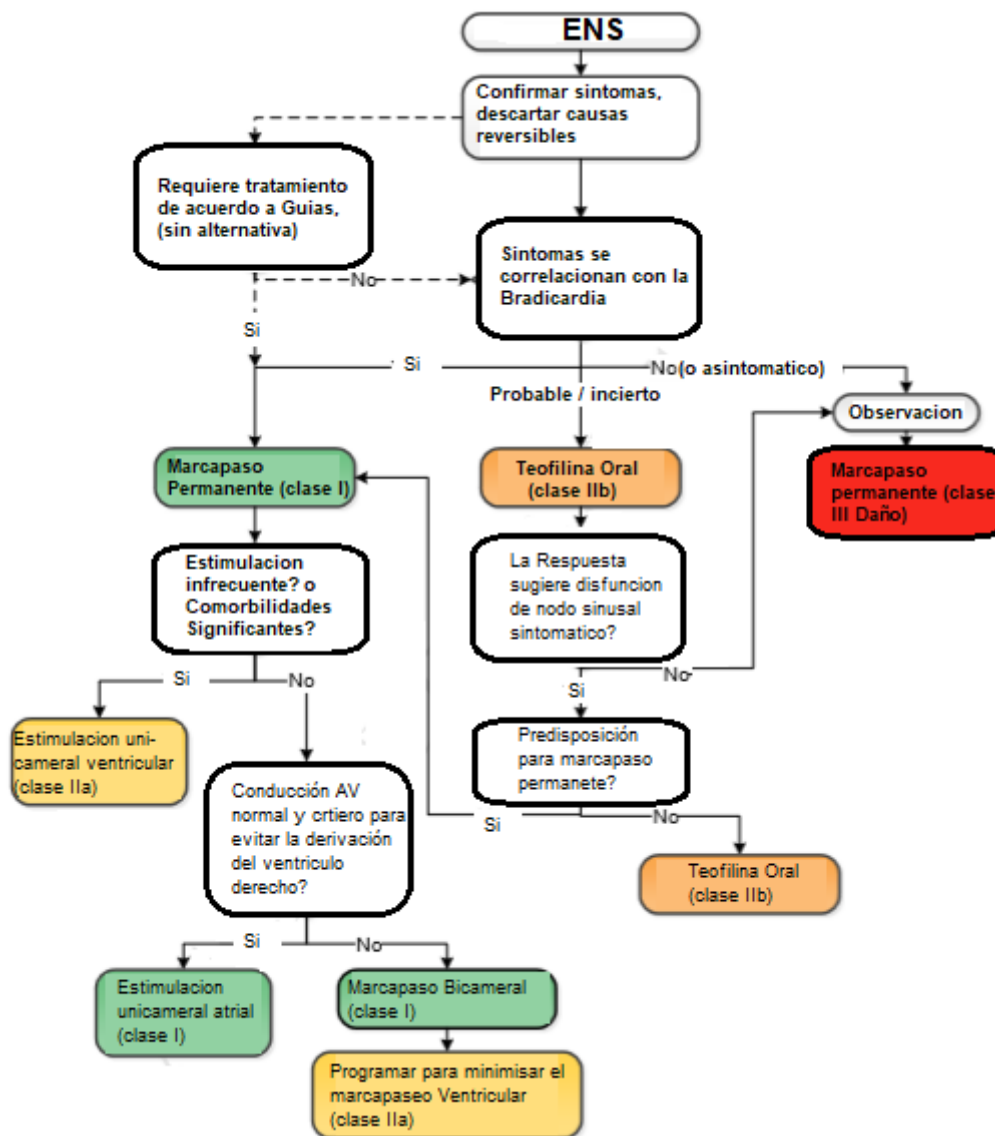 ENS
Confirmar sintomas,
descartar causas
reversibles
Requiere tratamiento
de acuerdo a Guias,
(sin alternativa)
Sintomas se
correlacionan con la
Bradicardia
No
Si
Si
No(o asintomatico)
Probable / incierto
Observacion
Marcapaso
Permanente (clase I)
Teofilina Oral
(clase IIb)
Marcapaso
permanente (clase
III Daño)
Estimulacion
infrecuente? o
Comorbilidades
Significantes?
La Respuesta
sugiere disfuncion
de nodo sinusal
sintomatico?
Si
No
Si
No
Estimulacion uni-
cameral ventricular
(clase IIa)
Predisposición
para marcapaso
permanete?
Conducción AV
normal y crtiero para
evitar la derivación
del ventriculo
derecho?
Si
No
Teofilina Oral
(clase IIb)
Si
No
Estimulacion
unicameral atrial
(clase I)
Marcapaso Bicameral
(clase I)
Programar para minimisar el
marcapaseo Ventricular
(clase IIa)